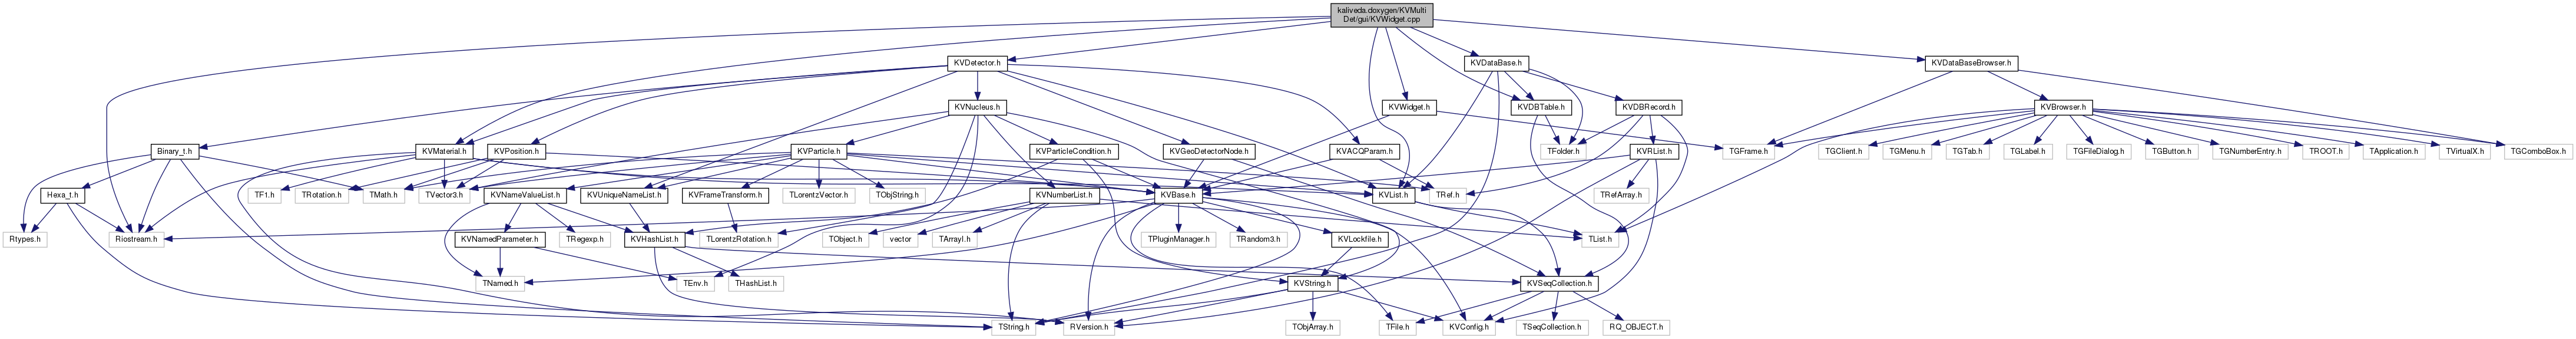 kaliveda.doxygen/KVMulti
Det/gui/KVWidget.cpp
KVDetector.h
KVDataBase.h
KVDataBaseBrowser.h
KVNucleus.h
KVWidget.h
KVDBTable.h
KVDBRecord.h
KVBrowser.h
Binary_t.h
KVMaterial.h
KVPosition.h
KVParticle.h
KVParticleCondition.h
KVGeoDetectorNode.h
KVACQParam.h
TFolder.h
KVRList.h
TGFrame.h
TGClient.h
TGMenu.h
TGTab.h
TGLabel.h
TGFileDialog.h
TGButton.h
TGNumberEntry.h
TROOT.h
TApplication.h
TVirtualX.h
TGComboBox.h
Hexa_t.h
TF1.h
TRotation.h
TMath.h
TVector3.h
KVNameValueList.h
KVUniqueNameList.h
KVFrameTransform.h
TLorentzVector.h
TObjString.h
KVNumberList.h
KVBase.h
KVList.h
TRef.h
TRefArray.h
Rtypes.h
Riostream.h
KVNamedParameter.h
TRegexp.h
KVHashList.h
TLorentzRotation.h
TObject.h
vector
TArrayI.h
TPluginManager.h
TRandom3.h
KVLockfile.h
TList.h
TNamed.h
TEnv.h
THashList.h
KVString.h
KVSeqCollection.h
TString.h
RVersion.h
TObjArray.h
TFile.h
KVConfig.h
TSeqCollection.h
RQ_OBJECT.h